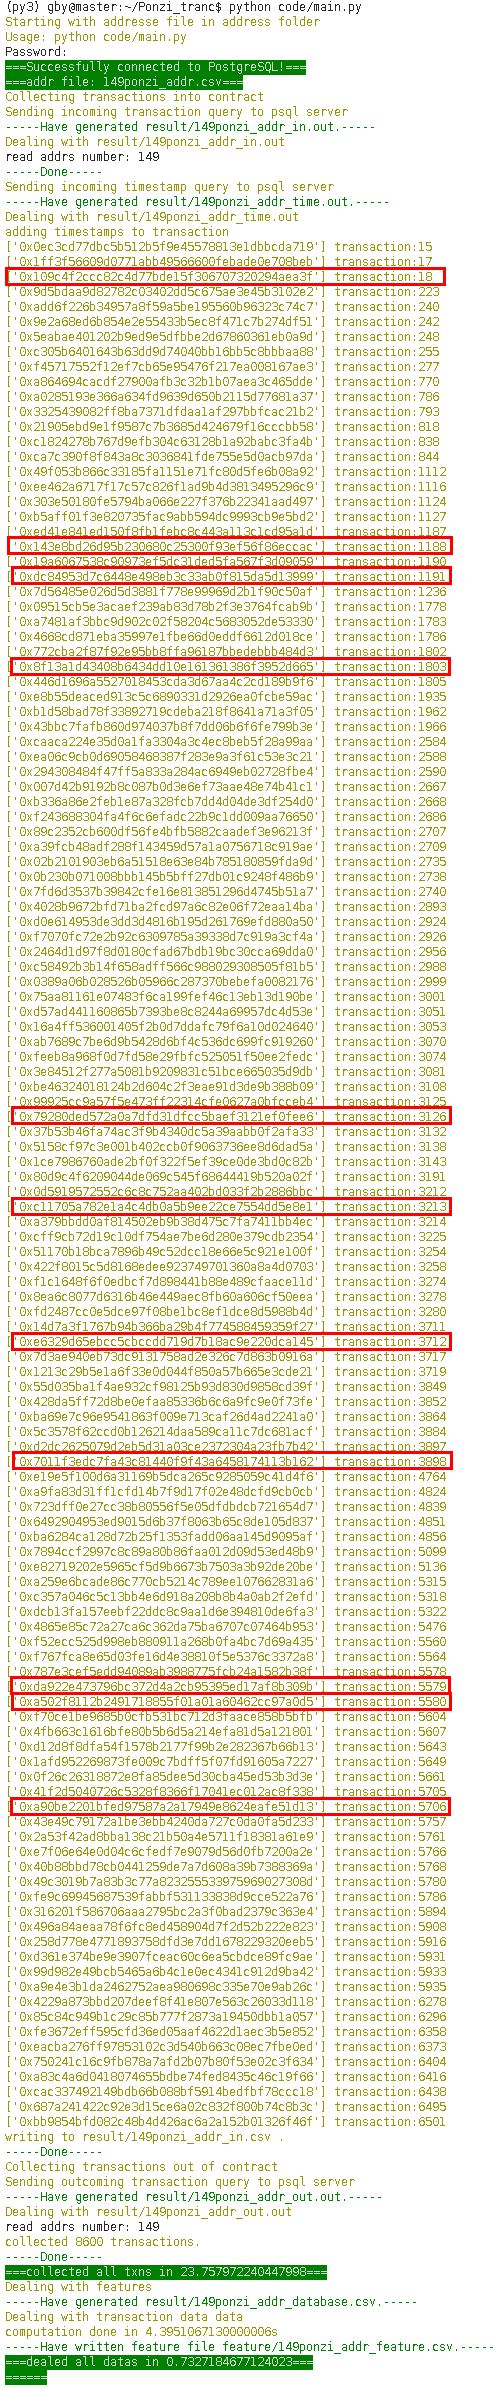 (py3) gby@master:~/Ponzi_tranc$ python code/main.py
Starting with addresse file in address folder
Usage: python code/main.py
Password:
===Successfully connected to PostgreSQL!===
===addr file: 149ponzi_addr.csv===
Collecting transactions into contract
Sending incoming transaction query to psql server
-----Have generated result/149ponzi_addr_in.out.-----
Dealing with result/149ponzi_addr_in.out
read addrs number: 149
-----Done-----
Sending incoming timestamp query to psql server
-----Have generated result/149ponzi_addr_time.out.-----
Dealing with result/149ponzi_addr_time.out
adding timestamps to transaction
['0x0ec3cd77dbc5b512b5f9e45578813e1dbbcda719'] transaction:15
['0x1ff3f56609d0771abb49566600febade0e708beb'] transaction:17
['0x109c4f2ccc82c4d77bde15f306707320294aea3f'] transaction:18
['0x9d5bdaa9d82782c03402dd5c675ae3e45b3102e2'] transaction:223
['0xadd6f226b34957a8f59a5be195560b96323c74c7'] transaction:240
['0x9e2a68ed6b854e2e55433b5ec8f471c7b274df51'] transaction:242
['0x5eabae401202b9ed9e5dfbbe2d67860361eb0a9d'] transaction:248
['0xc305b6401643b63dd9d74040bb16bb5c8bbbaa88'] transaction:255
['0xf45717552f12ef7cb65e95476f217ea008167ae3'] transaction:277
['0xa864694cacdf27900afb3c32b1b07aea3c465dde'] transaction:770
['0xa0285193e366a634fd9639d650b2115d77681a37'] transaction:786
['0x3325439082ff8ba7371dfdaa1af297bbfcac21b2'] transaction:793
['0x21905ebd9e1f9587c7b3685d424679f16cccbb58'] transaction:818
['0xc1824278b767d9efb304c63128b1a92babc3fa4b'] transaction:838
['0xca7c390f8f843a8c3036841fde755e5d0acb97da'] transaction:844
['0x49f053b866c33185fa1151e71fc80d5fe6b08a92'] transaction:1112
['0xee462a6717f17c57c826f1ad9b4d3813495296c9'] transaction:1116
['0x303e50180fe5794ba066e227f376b22341aad497'] transaction:1124
['0xb5aff01f3e820735fac9abb594dc9993cb9e5bd2'] transaction:1127
['0xed41e841ed150f8fb1febc8c443a113c1cd95a1d'] transaction:1187
['0x143e8bd26d95b230680c25300f93ef56f86eccac'] transaction:1188
['0x19a6067538c90973ef5dc31ded5fa567f3d09059'] transaction:1190
['0xdc84953d7c6448e498eb3c33ab0f815da5d13999'] transaction:1191
['0x7d56485e026d5d3881f778e99969d2b1f90c50af'] transaction:1236
['0x09515cb5e3acaef239ab83d78b2f3e3764fcab9b'] transaction:1778
['0xa7481af3bbc9d902c02f58204c5683052de53330'] transaction:1783
['0x4668cd871eba35997e1fbe66d0eddf6612d018ce'] transaction:1786
['0x772cba2f87f92e95bb8ffa96187bbedebbb484d3'] transaction:1802
['0x8f13a1d43408b6434dd10e161361386f3952d665'] transaction:1803
['0x446d1696a5527018453cda3d67aa4c2cd189b9f6'] transaction:1805
['0xe8b55deaced913c5c6890331d2926ea0fcbe59ac'] transaction:1935
['0xb1d58bad78f33892719cdeba218f8641a71a3f05'] transaction:1962
['0x43bbc7fafb860d974037b8f7dd06b6f6fe799b3e'] transaction:1966
['0xcaaca224e35d0a1fa3304a3c4ec8beb5f28a99aa'] transaction:2584
['0xea06c9cb0d69058468387f283e9a3f61c53e3c21'] transaction:2588
['0x294308484f47ff5a833a284ac6949eb02728fbe4'] transaction:2590
['0x007d42b9192b8c087b0d3e6ef73aae48e74b41c1'] transaction:2667
['0xb336a86e2feb1e87a328fcb7dd4d04de3df254d0'] transaction:2668
['0xf243688304fa4f6c6efadc22b9c1dd009aa76650'] transaction:2686
['0x89c2352cb600df56fe4bfb5882caadef3e96213f'] transaction:2707
['0xa39fcb48adf288f143459d57a1a0756718c919ae'] transaction:2709
['0x02b2101903eb6a51518e63e84b785180859fda9d'] transaction:2735
['0x0b230b071008bbb145b5bff27db01c9248f486b9'] transaction:2738
['0x7fd6d3537b39842cfe16e813851296d4745b51a7'] transaction:2740
['0x4028b9672bfd71ba2fcd97a6c82e06f72eaa14ba'] transaction:2893
['0xd0e614953de3dd3d4816b195d261769efd880a50'] transaction:2924
['0xf7070fc72e2b92c6309785a39338d7c919a3cf4a'] transaction:2926
['0x2464d1d97f8d0180cfad67bdb19bc30cca69dda0'] transaction:2956
['0xc58492b3b14f658adff566c988029308505f81b5'] transaction:2988
['0x0389a06b028526b05966c287370bebefa0082176'] transaction:2999
['0x75aa81161e07483f6ca199fef46c13eb13d190be'] transaction:3001
['0xd57ad441160865b7393be8c8244a69957dc4d53e'] transaction:3051
['0x16a4ff536001405f2b0d7ddafc79f6a10d024640'] transaction:3053
['0xab7689c7be6d9b5428d6bf4c536dc699fc919260'] transaction:3070
['0xfeeb8a968f0d7fd58e29fbfc525051f50ee2fedc'] transaction:3074
['0x3e84512f277a5081b9209831c51bce665035d9db'] transaction:3081
['0xbe46324018124b2d604c2f3eae91d3de9b388b09'] transaction:3108
['0x99925cc9a57f5e473ff22314cfe0627a0bfcceb4'] transaction:3125
['0x79280ded572a0a7dfd31dfcc5baef3121ef0fee6'] transaction:3126
['0x37b53b46fa74ac3f9b4340dc5a39aabb0f2afa33'] transaction:3132
['0x5158cf97c3e001b402ccb0f9063736ee8d6dad5a'] transaction:3138
['0x1ce7986760ade2bf0f322f5ef39ce0de3bd0c82b'] transaction:3143
['0x80d9c4f6209044de069c545f68644419b520a02f'] transaction:3191
['0x0d5919572552c6c8c752aa402bd033f2b2886bbc'] transaction:3212
['0xc11705a782e1a4c4db0a5b9ee22ce7554dd5e8e1'] transaction:3213
['0xa379bbdd0af814502eb9b38d475c7fa7411bb4ec'] transaction:3214
['0xcff9cb72d19c10df754ae7be6d280e379cdb2354'] transaction:3225
['0x51170b18bca7896b49c52dcc18e66e5c921e100f'] transaction:3254
['0x422f8015c5d8168edee923749701360a8a4d0703'] transaction:3258
['0xf1c1648f6f0edbcf7d898441b88e489cfaace11d'] transaction:3274
['0x8ea6c8077d6316b46e449aec8fb60a606cf50eea'] transaction:3278
['0xfd2487cc0e5dce97f08be1bc8ef1dce8d5988b4d'] transaction:3280
['0x14d7a3f1767b94b366ba29b4f774588459359f27'] transaction:3711
['0xe6329d65ebcc5cbccdd719d7b18ac9e220dca145'] transaction:3712
['0x7d3ae940eb73dc9131758ad2e326c7d863b0916a'] transaction:3717
['0x1213c29b5e1a6f33e0d044f850a57b665e3cde21'] transaction:3719
['0x55d035ba1f4ae932cf98125b93d830d9858cd39f'] transaction:3849
['0x428da5ff72d8be0efaa85336b6c6a9fc9e0f73fe'] transaction:3852
['0xba69e7c96e9541863f009e713caf26d4ad2241a0'] transaction:3864
['0x5c3578f62ccd0b126214daa589ca11c7dc681acf'] transaction:3884
['0xd2dc2625079d2eb5d31a03ce2372304a23fb7b42'] transaction:3897
['0x7011f3edc7fa43c81440f9f43a6458174113b162'] transaction:3898
['0xe19e5f100d6a31169b5dca265c9285059c41d4f6'] transaction:4764
['0xa9fa83d31ff1cfd14b7f9d17f02e48dcfd9cb0cb'] transaction:4824
['0x723dff0e27cc38b80556f5e05dfdbdcb721654d7'] transaction:4839
['0x6492904953ed9015d6b37f8063b65c8de105d837'] transaction:4851
['0xba6284ca128d72b25f1353fadd06aa145d9095af'] transaction:4856
['0x7894ccf2997c8c89a80b86faa012d09d53ed48b9'] transaction:5099
['0xe82719202e5965cf5d9b6673b7503a3b92de20be'] transaction:5136
['0xa259e6bcade86c770cb5214c789ee107662831a6'] transaction:5315
['0xc357a046c5c13bb4e6d918a208b8b4a0ab2f2efd'] transaction:5318
['0xdcb13fa157eebf22ddc8c9aa1d6e394810de6fa3'] transaction:5322
['0x4865e85c72a27ca6c362da75ba6707c07464b953'] transaction:5476
['0xf52ecc525d998eb880911a268b0fa4bc7d69a435'] transaction:5560
['0xf767fca8e65d03fe16d4e38810f5e5376c3372a8'] transaction:5564
['0x787e3cef5edd94089ab3988775fcb24a1582b38f'] transaction:5578
['0xda922e473796bc372d4a2cb95395ed17af8b309b'] transaction:5579
['0xa502f8112b2491718855f01a01a60462cc97a0d5'] transaction:5580
['0xf70ce1be9685b0cfb531bc712d3faace858b5bfb'] transaction:5604
['0x4fb663c1616bfe80b5b6d5a214efa81d5a121801'] transaction:5607
['0xd12d8f8dfa54f1578b2177f99b2e282367b66b13'] transaction:5643
['0x1afd952269873fe009c7bdff5f07fd91605a7227'] transaction:5649
['0x0f26c26318872e8fa85dee5d30cba45ed53b3d3e'] transaction:5661
['0x41f2d5040726c5328f8366f17041ec012ac8f338'] transaction:5705
['0xa90be2201bfed97587a2a17949e8624eafe51d13'] transaction:5706
['0x43e49c79172a1be3ebb4240da727c0da0fa5d233'] transaction:5757
['0x2a53f42ad8bba138c21b50a4e5711f18381a61e9'] transaction:5761
['0xe7f06e64e0d04c6cfedf7e9079d56d0fb7200a2e'] transaction:5766
['0x40b88bbd78cb0441259de7a7d608a39b7388369a'] transaction:5768
['0x49c3019b7a83b3c77a8232555339759690273 08d'] transaction:5780
['0xfe9c69945687539fabbf531133838d9cce522a76'] transaction:5786
['0x316201f586706aaa2795bc2a3f0bad2379c363e4'] transaction:5894
['0x496a84aeaa78f6fc8ed458904d7f2d52b222e823'] transaction:5908
['0x258d778e4771893758dfd3e7dd1678229320eeb5'] transaction:5916
['0xd361e374be9e3907fceac60c6ea5cbdce89fc9ae'] transaction:5931
['0x99d982e49bcb5465a6b4c1e0ec4341c912d9ba42'] transaction:5933
['0xa9e4e3b1da2462752aea980698c335e70e9ab26c'] transaction:5935
['0x4229a873bbd207deef8f41e807e563c26033d118'] transaction:6278
['0x85c84c949b1c29c85b777f2873a19450dbb1a057'] transaction:6296
['0xfe3672eff595cfd36ed05aaf4622d1aec3b5e852'] transaction:6358
['0xeacba276ff97853102c3d540b663c08ec7fbe0ed'] transaction:6373
['0x750241c16c9fb878a7afd2b07b80f53e02c3f634'] transaction:6404
['0xa83c4a6d0418074655bdbe74fed8435c46c19f66'] transaction:6416
['0xcac337492149bdb66b088bf5914bedfbf78ccc18'] transaction:6438
['0x687a241422c92e3d15ce6a02c832f800b74c8b3c'] transaction:6495
['0xbb9854bfd082c48b4d426ac6a2a152b01326f46f'] transaction:6501
writing to result/149ponzi_addr_in.csv .
-----Done-----
Collecting transactions out of contract
Sending outcoming transaction query to psql server
-----Have generated result/149ponzi_addr_out.out.-----
Dealing with result/149ponzi_addr_out.out
read addrs number: 149
collected 8600 transactions.
-----Done-----
===collected all txns in 23.757972240447998===
Dealing with features
-----Have generated result/149ponzi_addr_database.csv.-----
Dealing with transaction data data
computation done in 4.3951067130000006s
-----Have written feature file feature/149ponzi_addr_feature.csv.-----
===dealed all datas in 0.7327184677124023===
======